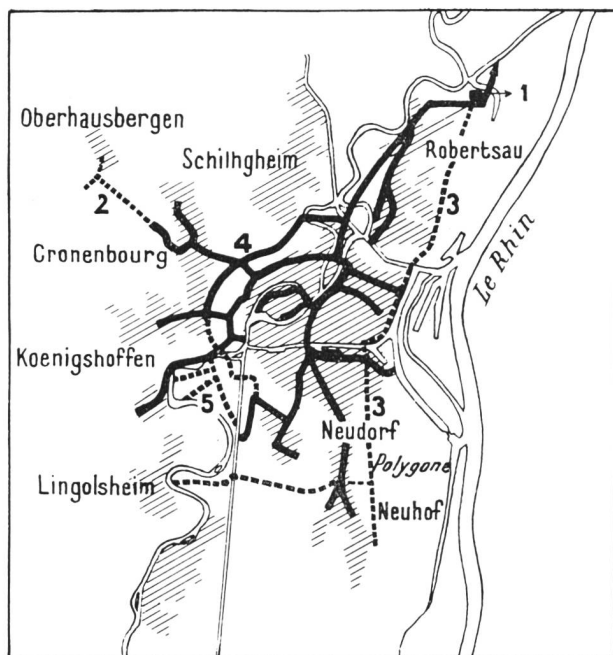 Oberhausbergen
1
Schilhgheim
Robertsau
2
3
4
Cronenbourg
Le Rhin
Koenigshoffen
5
3
Neudorf
Polygone
Lingolsheim
Neuhof